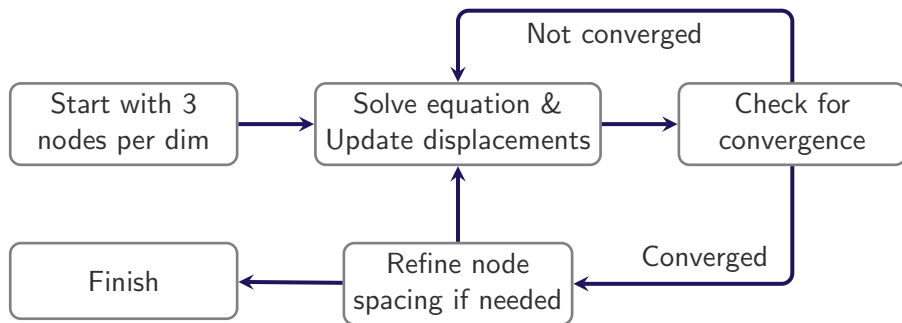 Not converged
Start with 3
nodes per dim
Solve equation &
Update displacements
Check for
convergence
Finish
Refine node
spacing if needed
Converged